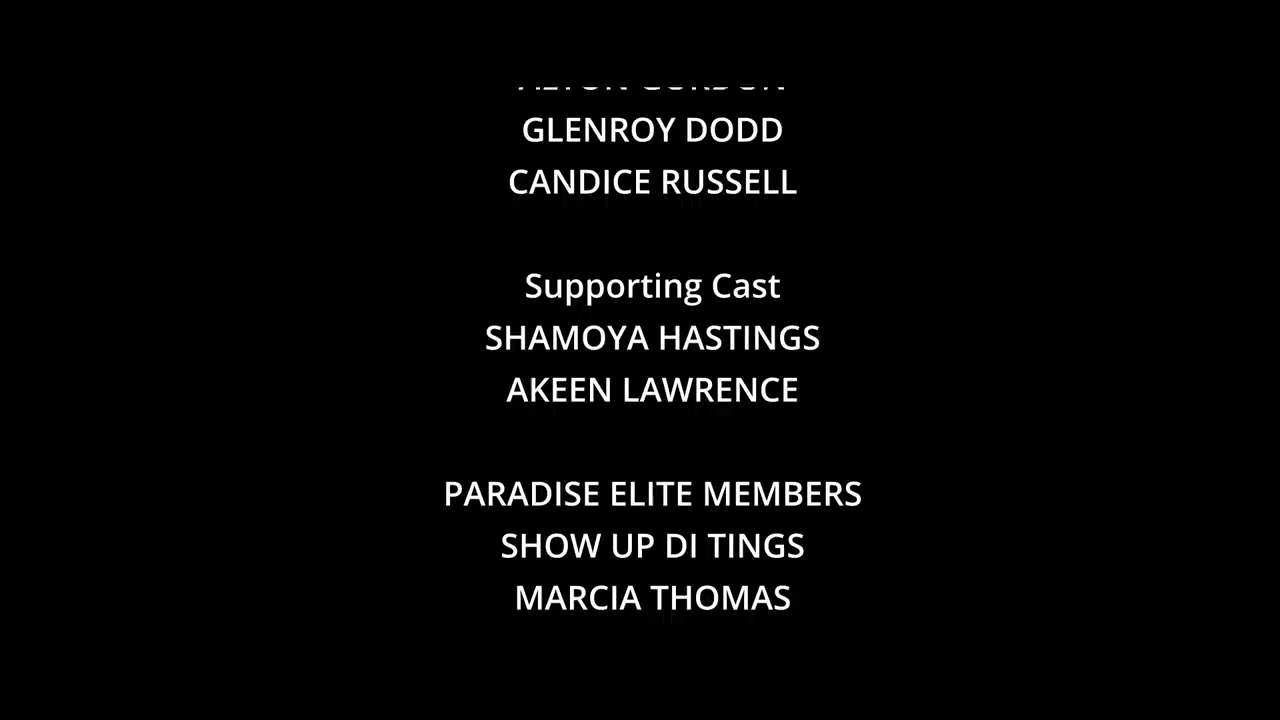 GLENROY DODD
CANDICE RUSSELL
Supporting Cast
SHAMOYA HASTINGS
AKEEN LAWRENCE
PARADISE ELITE MEMBERS
SHOW UP DI TINGS
MARCIA THOMAS